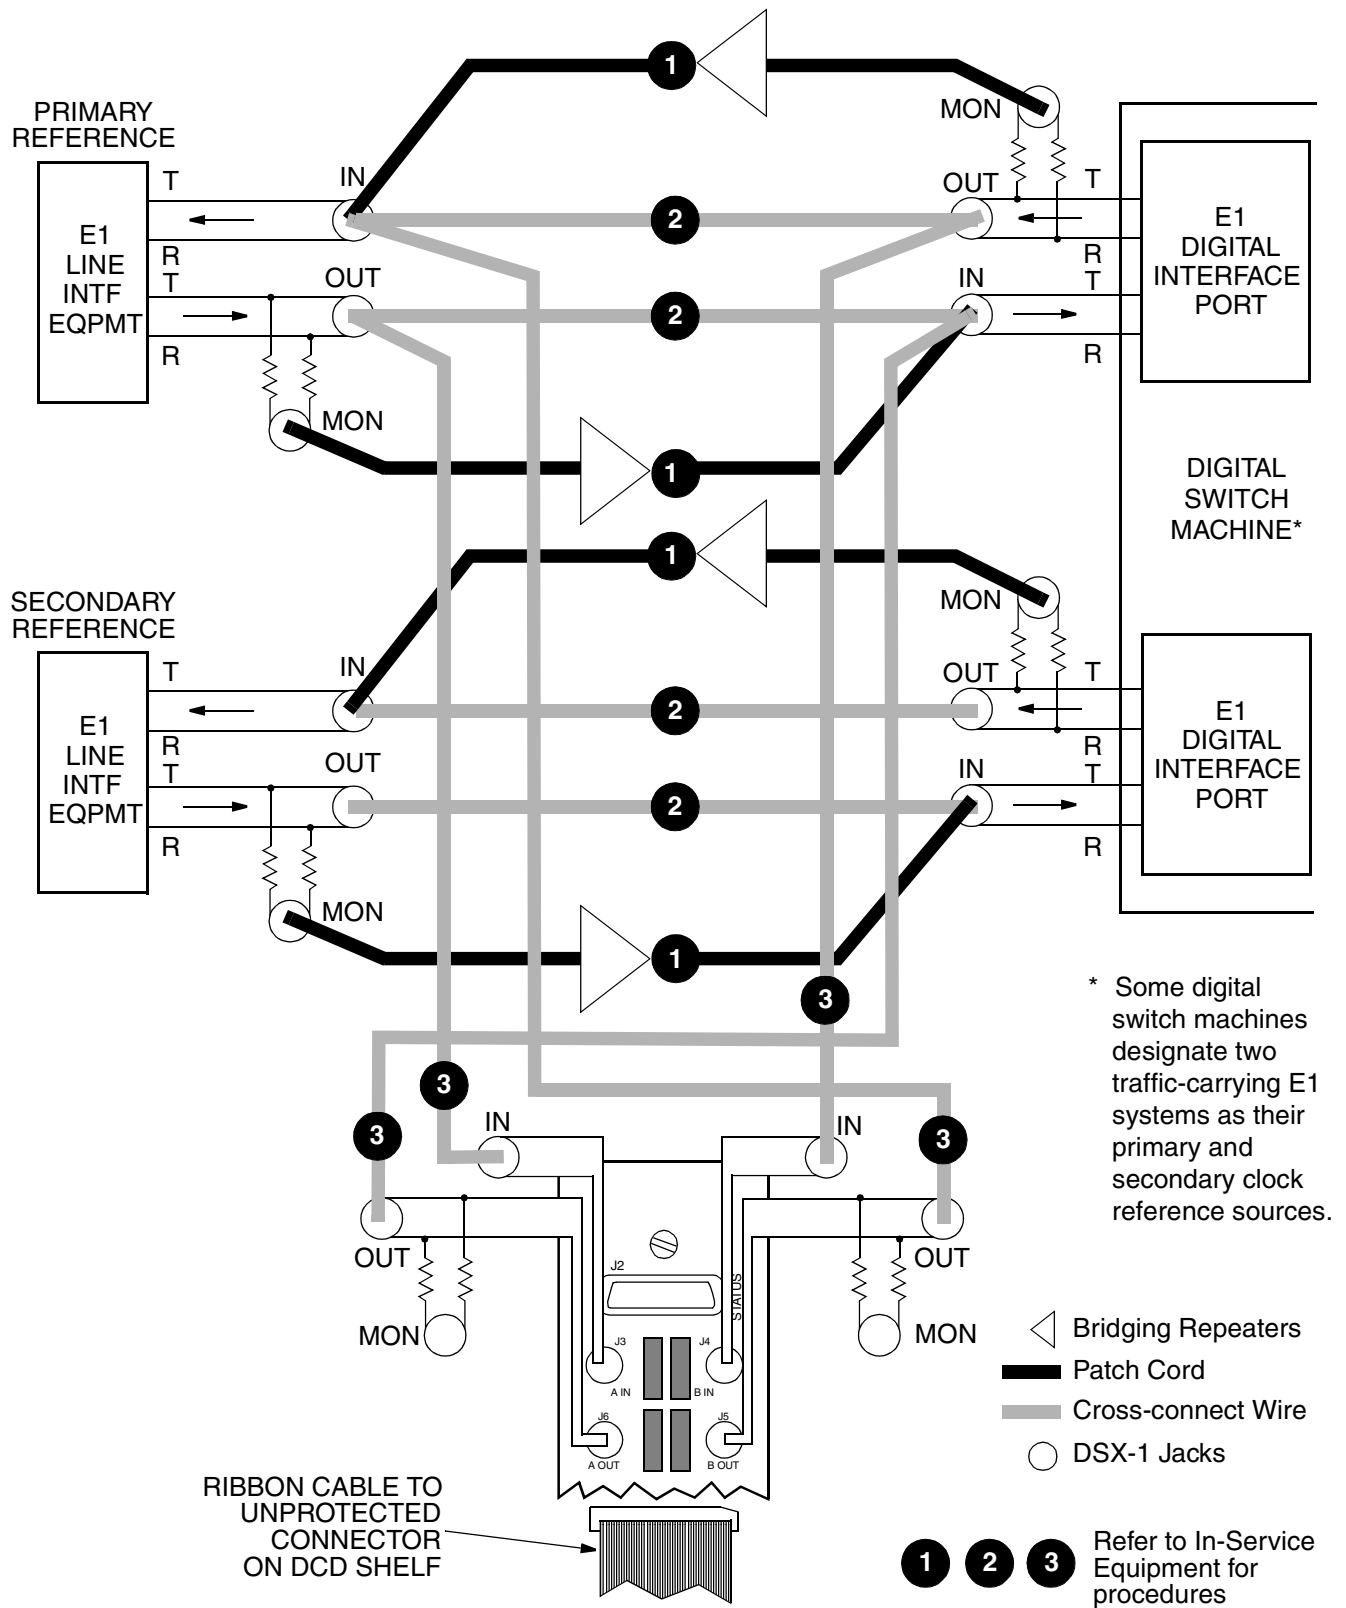 1
MON
PRIMARY
REFERENCE
T
IN
OUT
T
E1
LINE
INTF
EQPMT
2
E1
DIGITAL
INTERFACE
PORT
R
T
OUT
R
T
IN
2
R
R
MON
1
DIGITAL
SWITCH
MACHINE*
1
MON
SECONDARY
REFERENCE
T
IN
OUT
T
E1
LINE
INTF
EQPMT
2
E1
DIGITAL
INTERFACE
PORT
R
T
OUT
R
T
IN
2
R
R
MON
1
3
* Some digital
switch machines
designate two
traffic-carrying E1
systems as their
primary and
secondary clock
reference sources.
3
3
IN
IN
3
OUT
OUT
J2
STATUS
MON
MON
J3
J4
A IN
B IN
J6
J5
A OUT
B OUT
Bridging Repeaters
Patch Cord
Cross-connect Wire
DSX-1 Jacks
RIBBON CABLE TO
UNPROTECTED
CONNECTOR
ON DCD SHELF
1 2 3
Refer to In-Service
Equipment for
procedures